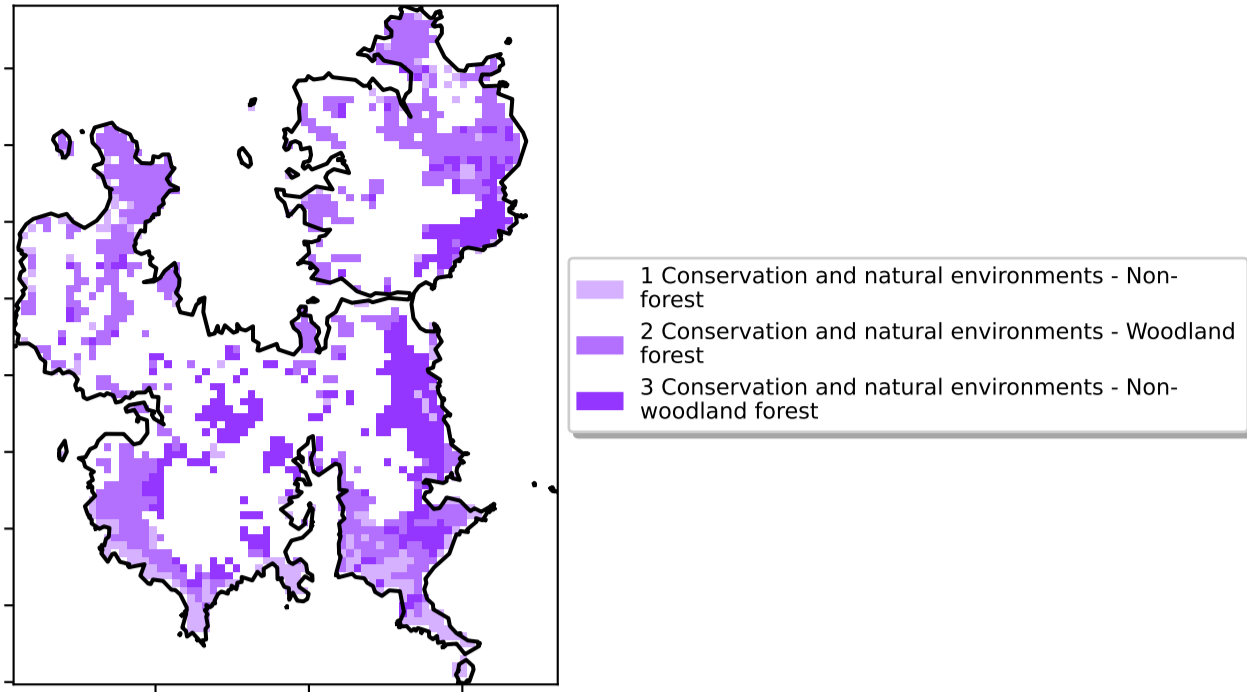 1 Conservation and natural environments - Non-
forest
2 Conservation and natural environments - Woodland
forest
3 Conservation and natural environments - Non-
woodland forest